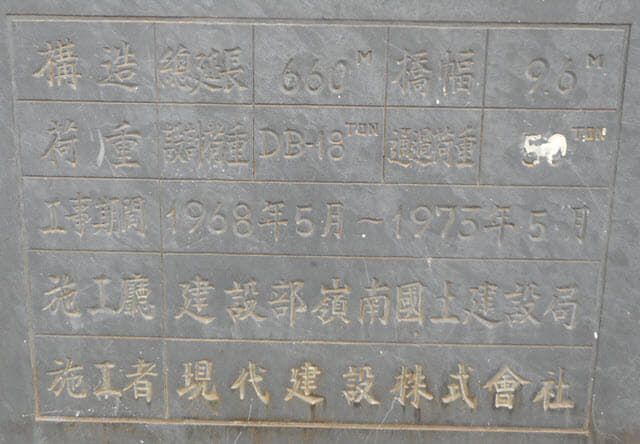 構造 總延長 660M 橋幅 9.6M
荷重 設計荷重 DB-18TON 通過荷重 TON
工事期間 1968年5月~1973年5月
施工廳 建設部嶺南國土建設局
施工者 現代建設株式會社